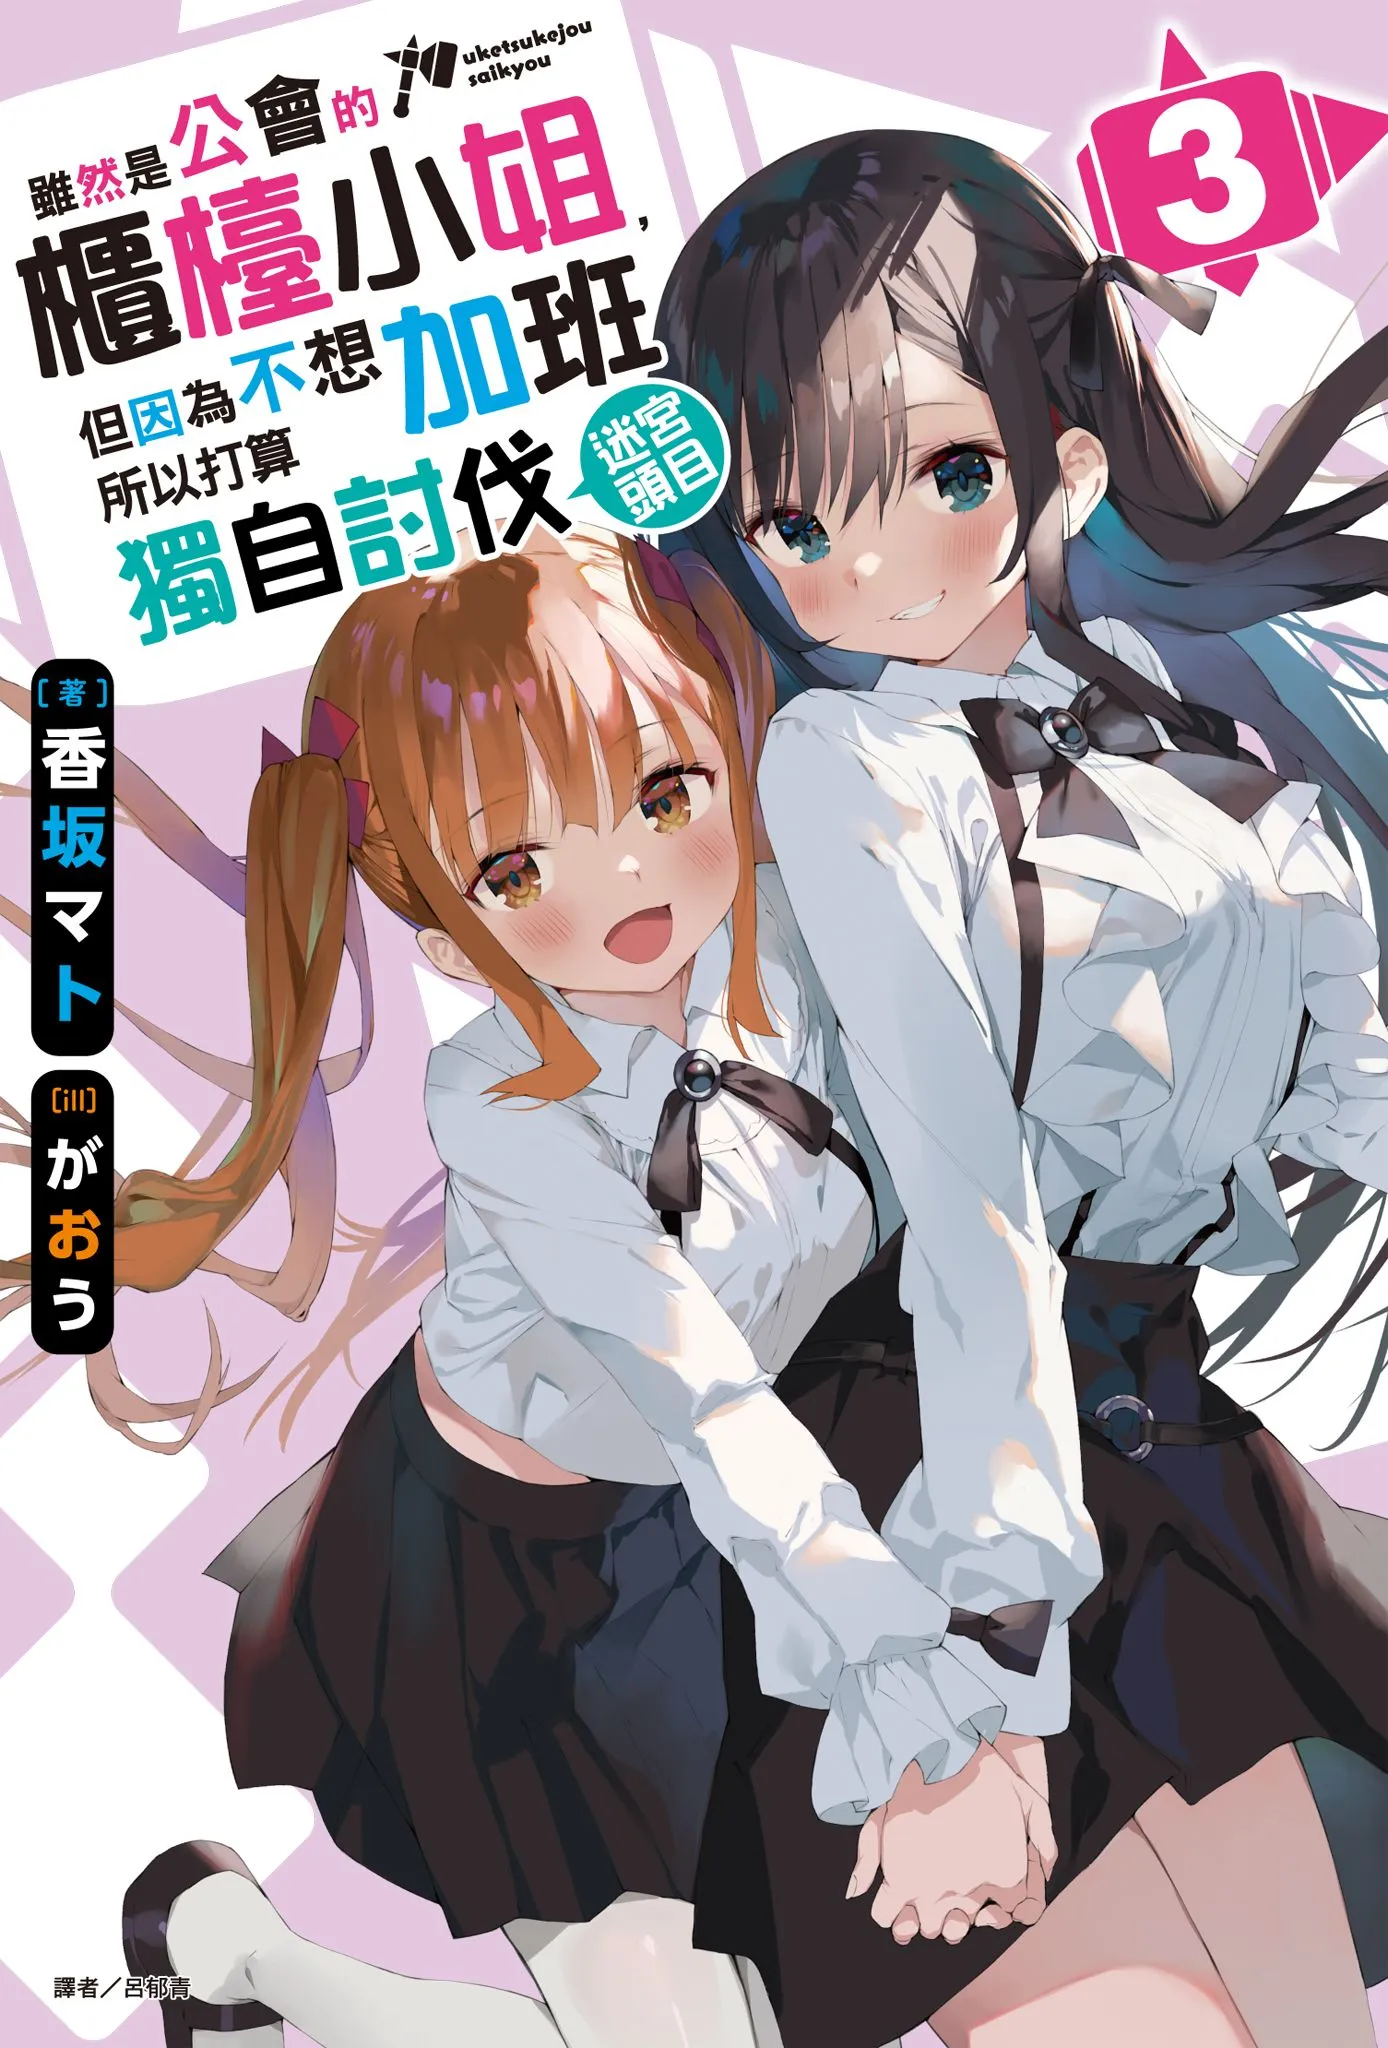 雖然是公會的
uketsukejou
saikyou
櫃檯小姐,
但因為不想加班
所以打算
獨自討伐
迷宮
頭目
3
[著]
香坂マト
[ill]
がおう
譯者／呂郁青